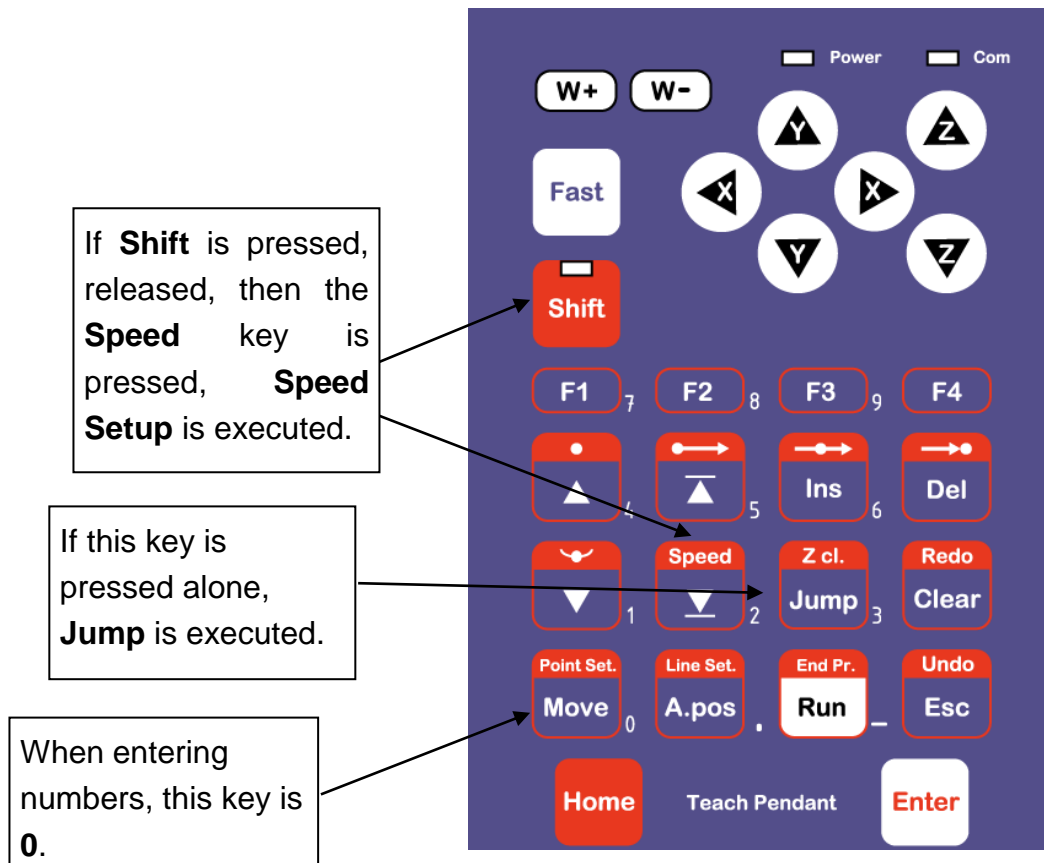 Power Com
W+ W-
Y Z
Fast X X
Y Z
If Shift is pressed,
released, then the
Speed key is
pressed, Speed
Setup is executed.
Shift
F1 7 F2 8 F3 9 F4
4 5 Ins 6 Del
If this key is
pressed alone,
Jump is executed.
Speed Z cl. Redo
1 2 Jump 3 Clear
Point Set. Line Set. End Pr. Undo
Move 0 A.pos . Run - Esc
When entering
numbers, this key is
0.
Home Teach Pendant Enter